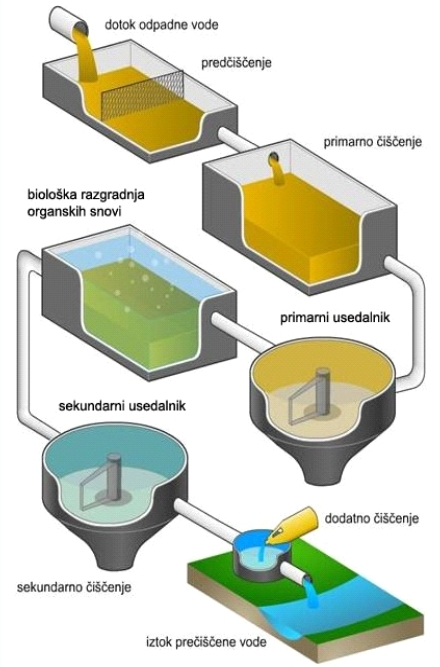 dotok odpadne vode
predčiščenje
primarno čiščenje
biološka razgradnja
organskih snovi
primarni usedalnik
sekundarni usedalnik
dodatno čiščenje
sekundarno čiščenje
iztok prečiščene vode